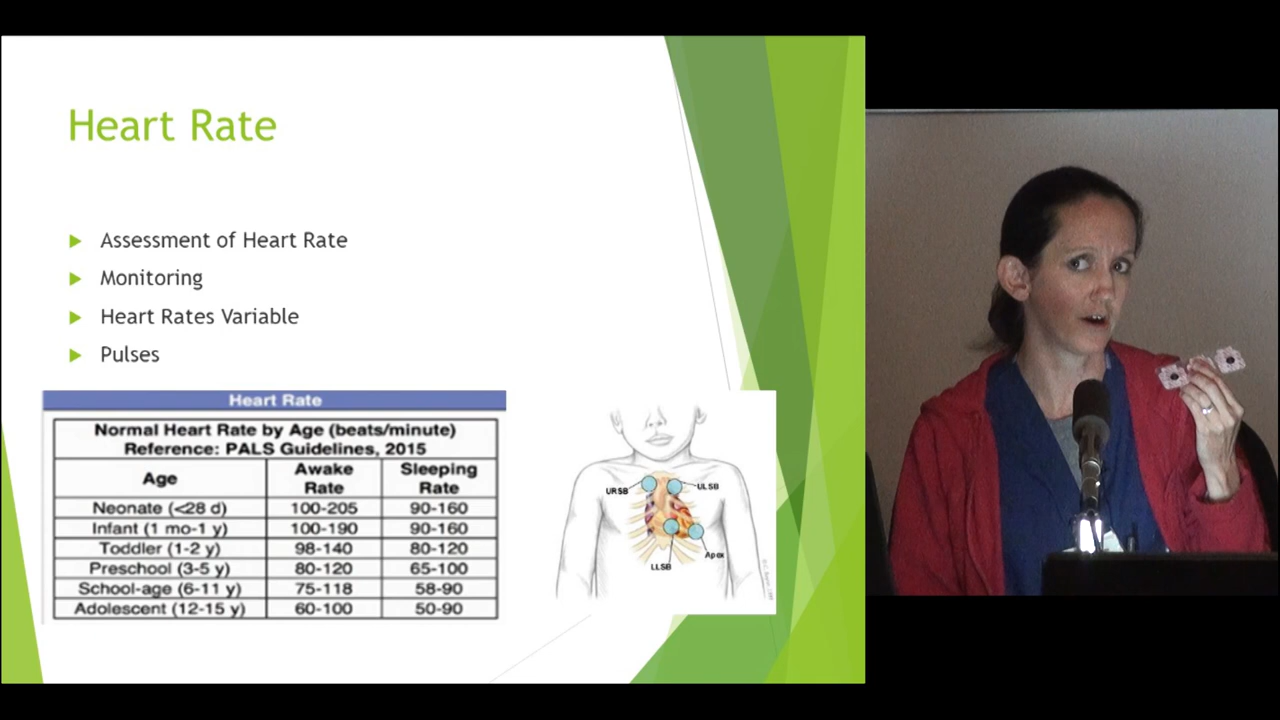 Heart Rate
Assessment of Heart Rate
Monitoring
Heart Rates Variable
Pulses
Heart Rate
Normal Heart Rate by Age (beats/minute)
Reference: PALS Guidelines, 2015
Age Awake Rate Sleeping Rate
Neonate (<28 d) 100-205 90-160
Infant (1 mo-1 y) 100-190 90-160
Toddler (1-2 y) 98-140 80-120
Preschool (3-5 y) 80-120 65-100
School-age (6-11 y) 75-118 58-90
Adolescent (12-15 y) 60-100 50-90
URSB
ULSB
Apex
LLSB